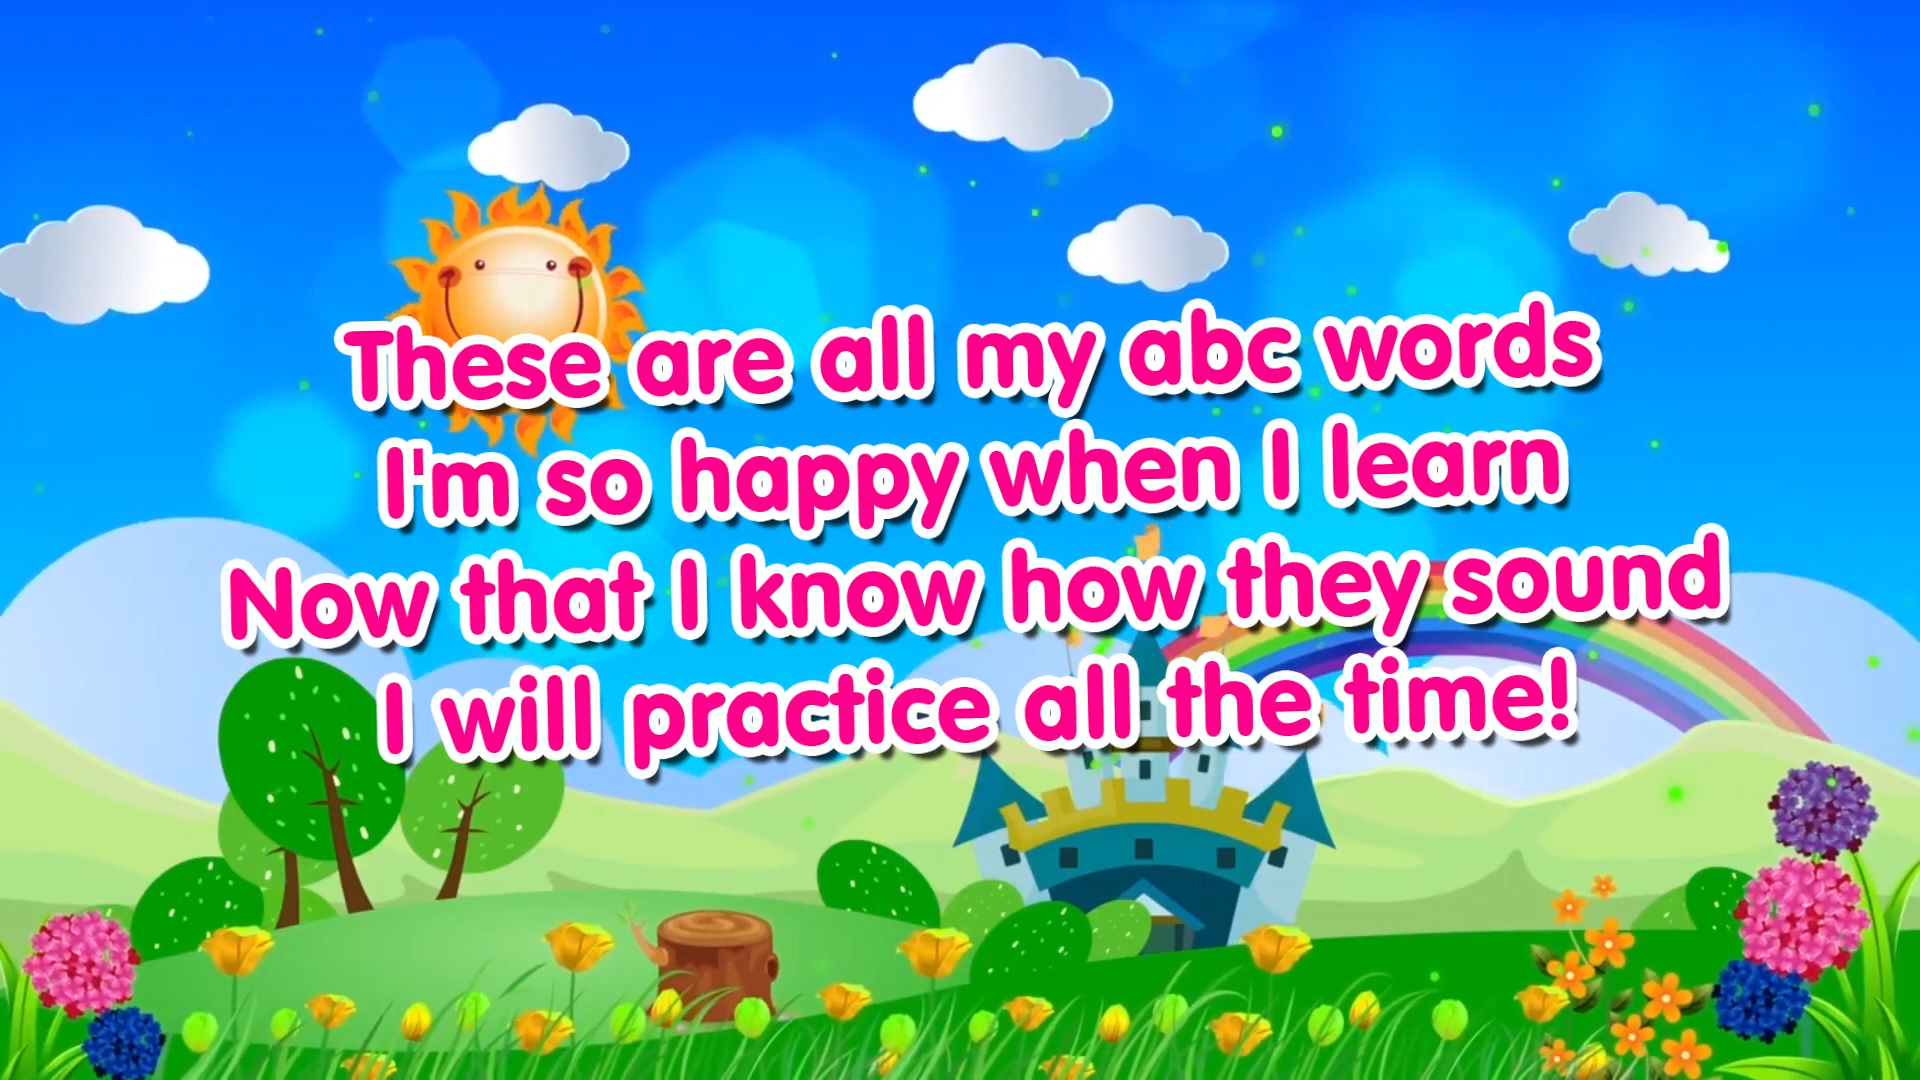 These are all my abc words
I'm so happy when I learn
Now that I know how they sound
I will practice all the time!